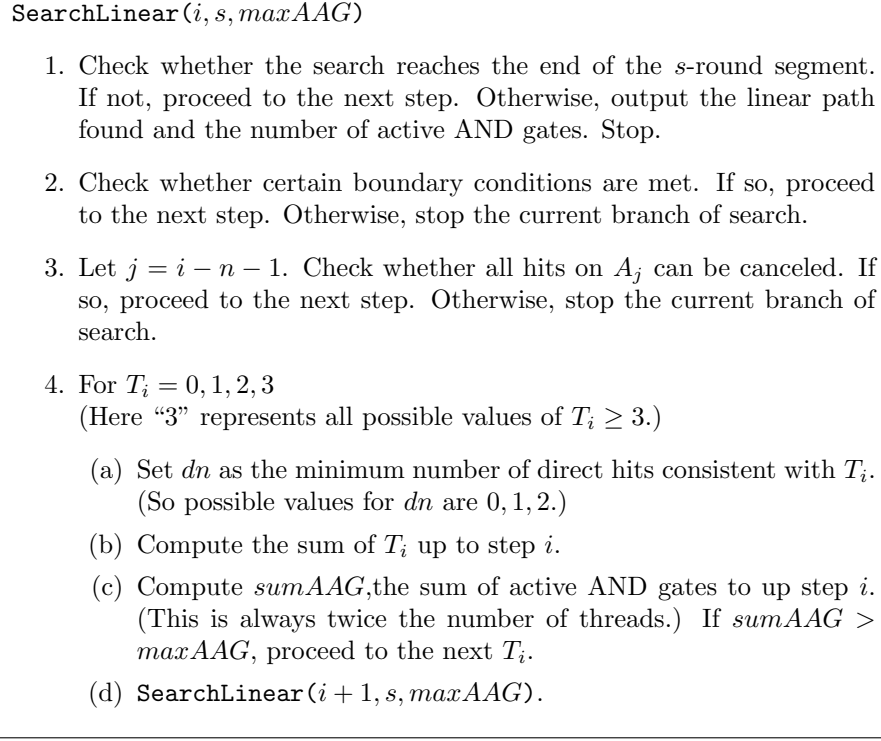 SearchLinear(i, s, maxAAG)
1. Check whether the search reaches the end of the s-round segment.
If not, proceed to the next step. Otherwise, output the linear path
found and the number of active AND gates. Stop.
2. Check whether certain boundary conditions are met. If so, proceed
to the next step. Otherwise, stop the current branch of search.
3. Let j = i − n − 1. Check whether all hits on A_j can be canceled. If
so, proceed to the next step. Otherwise, stop the current branch of
search.
4. For T_i = 0, 1, 2, 3
(Here “3” represents all possible values of T_i ≥ 3.)
(a) Set dn as the minimum number of direct hits consistent with T_i.
(So possible values for dn are 0, 1, 2.)
(b) Compute the sum of T_i up to step i.
(c) Compute sumAAG,the sum of active AND gates to up step i.
(This is always twice the number of threads.) If sumAAG >
maxAAG, proceed to the next T_i.
(d) SearchLinear(i + 1, s, maxAAG).